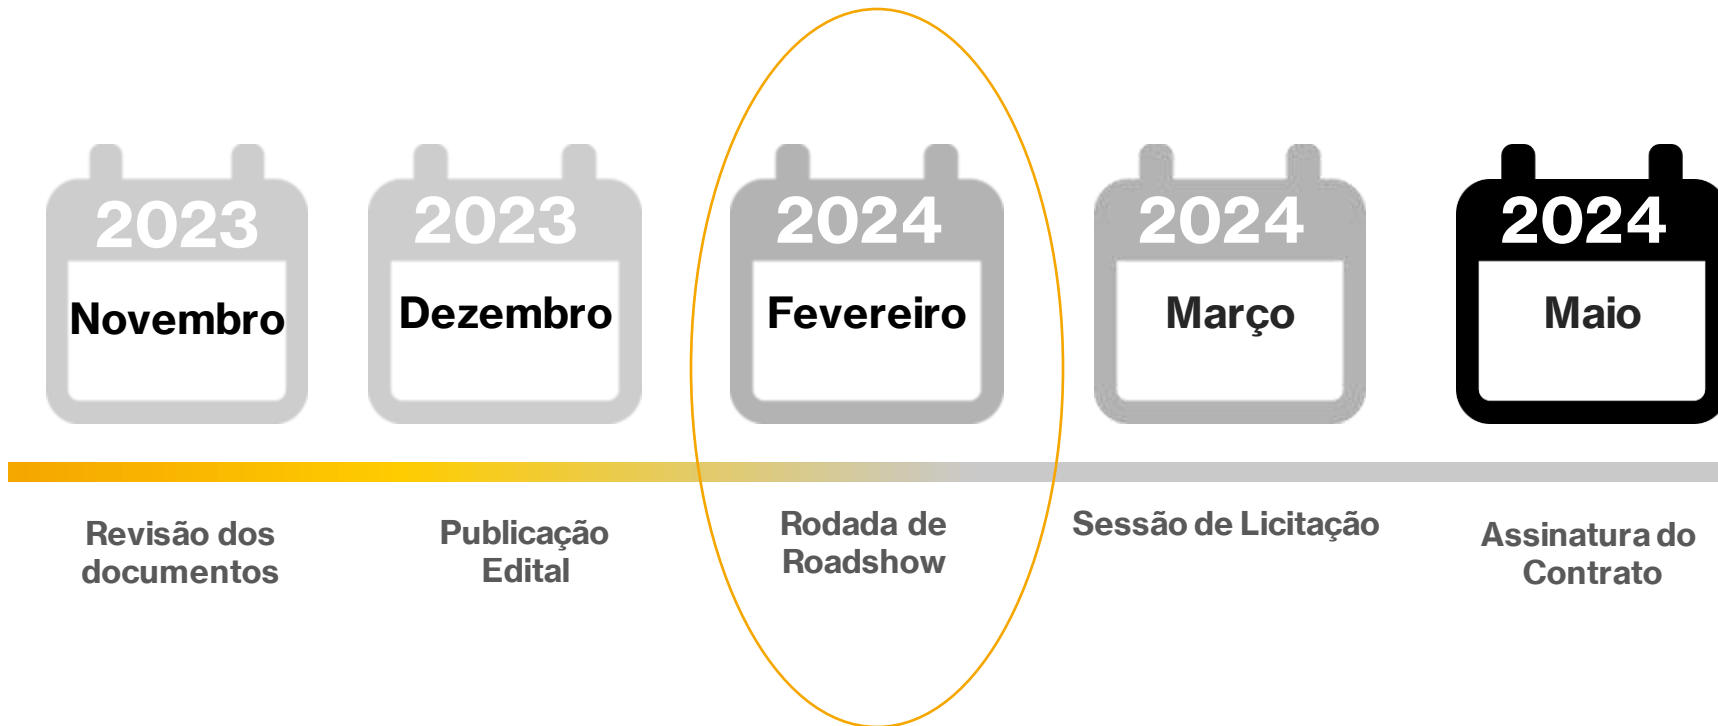 2023
Novembro
Revisão dos
documentos
2023
Dezembro
Publicação
Edital
2024
Fevereiro
Rodada de
Roadshow
2024
Março
Sessão de Licitação
2024
Maio
Assinatura do
Contrato